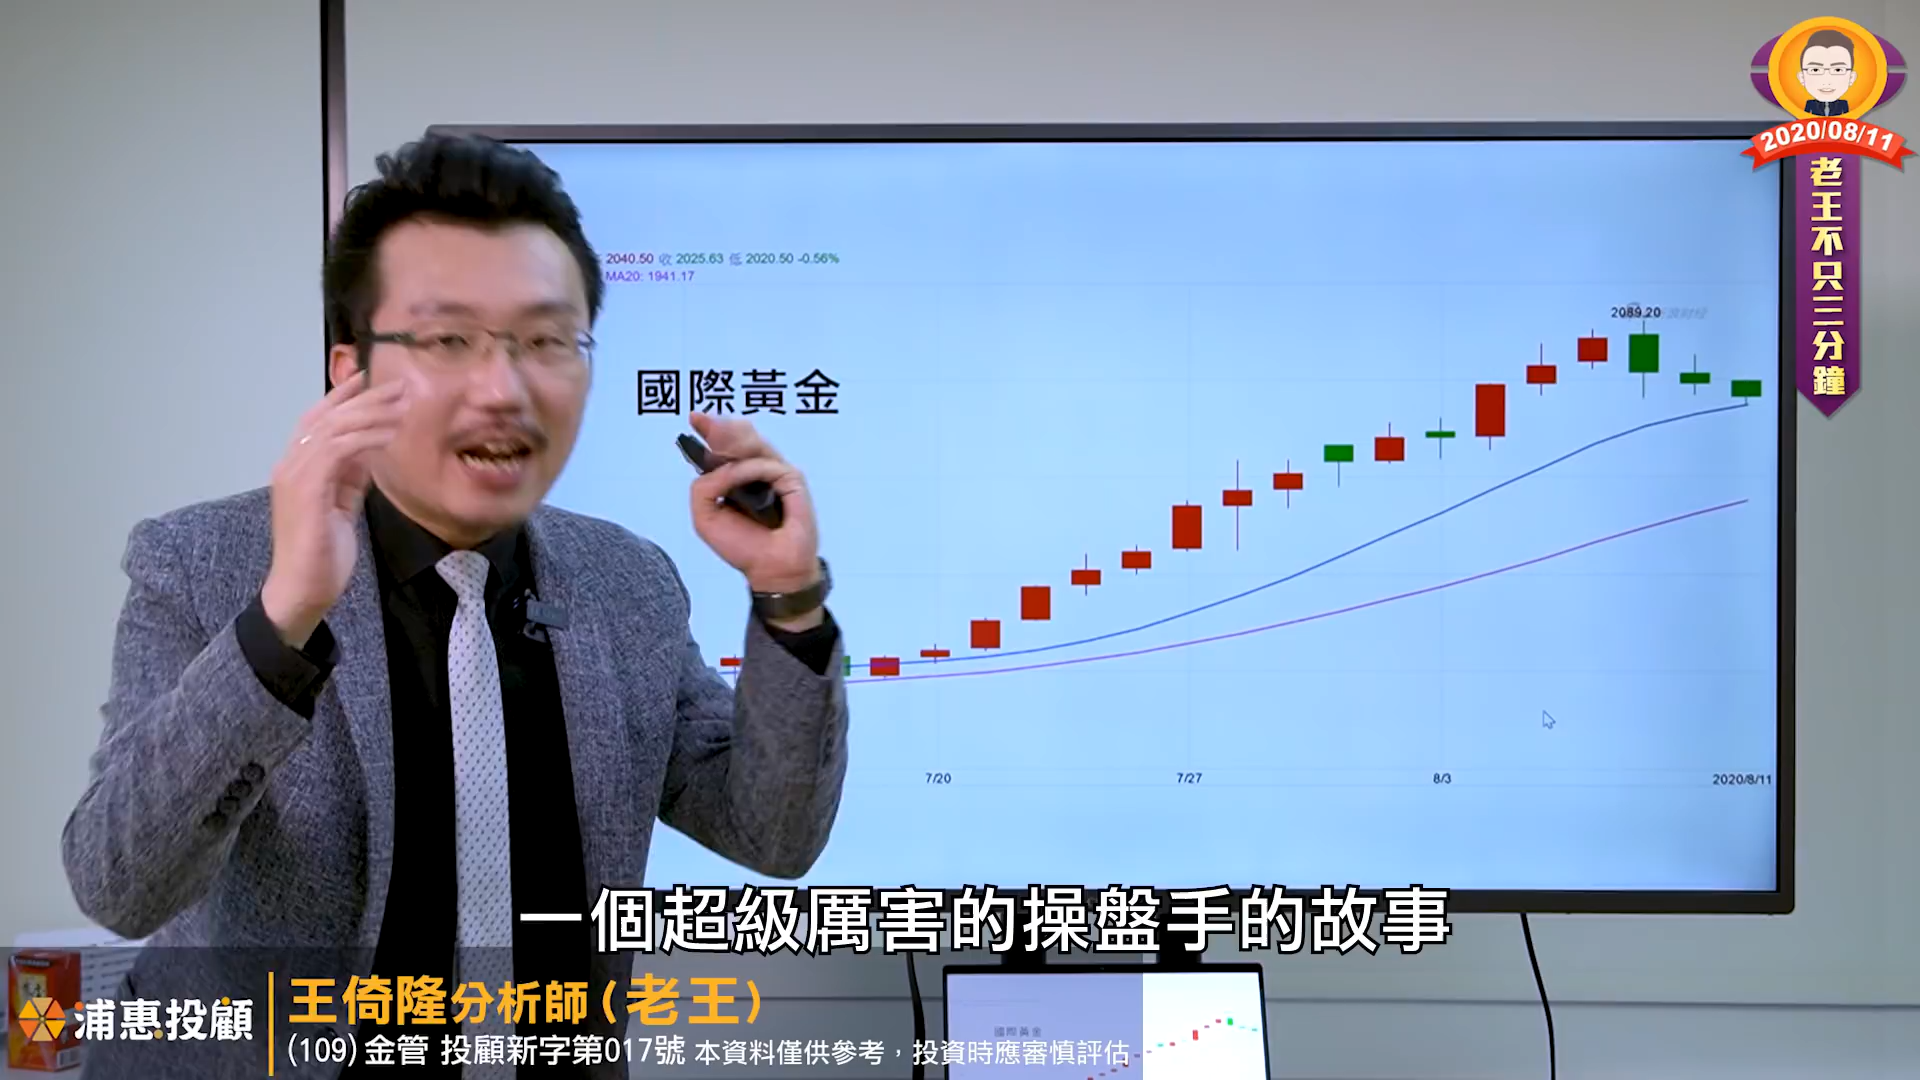 2020/08/11
老王不只三分鐘
2040.50 收 2025.63 低 2020.50 -0.56%
MA20: 1941.17
2089.20
國際黃金
7/20
7/27
8/3
2020/8/11
一個超級厲害的操盤手的故事
浦惠投顧
王倚隆分析師(老王)
(109) 金管 投顧新字第017號 本資料僅供參考，投資時應審慎評估
國際黃金